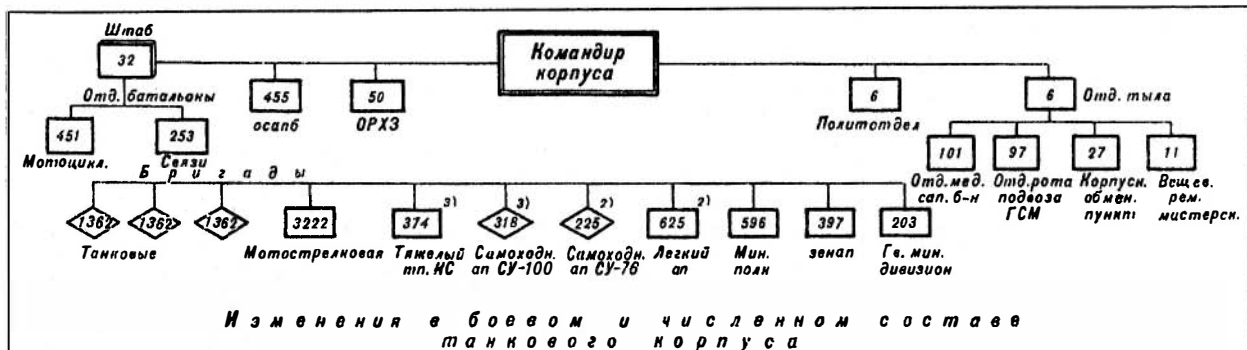 Штаб
32
Командир
корпуса
455
осапб
50
ОРХЗ
6
Политотдел
6
Отд. тыла
Отд. батальоны
451
Мотоцикл.
253
Связи
101
Отд. мед.
сап. б-н
97
Отд. рота
подвоза
ГСМ
27
Корпусн.
обмен.
пункт
11
Вещев.
рем.
мистерск.
Бригады
1362
1362
1362
Танковые
3222
Мотострелковая
374
3)
Тяжелый
тп. ИС
318
3)
Самоходн.
ап СУ-100
225
2)
Самоходн.
ап СУ-76
625
2)
Легкий
ап
596
Мин.
полк
397
зенап
203
Гв. мин.
дивизион
Изменения в боевом и численном составе
танкового корпуса